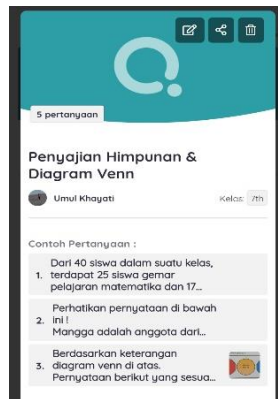 5 pertanyaan
Penyajian Himpunan &
Diagram Venn
Umul Khayati
Kelas: 7th
Contoh Pertanyaan :
1. Dari 40 siswa dalam suatu kelas,
terdapat 25 siswa gemar
pelajaran matematika dan 17...
2. Perhatikan pernyataan di bawah
ini !
Mangga adalah anggota dari...
3. Berdasarkan keterangan
diagram venn di atas.
Pernyataan berikut yang sesua...